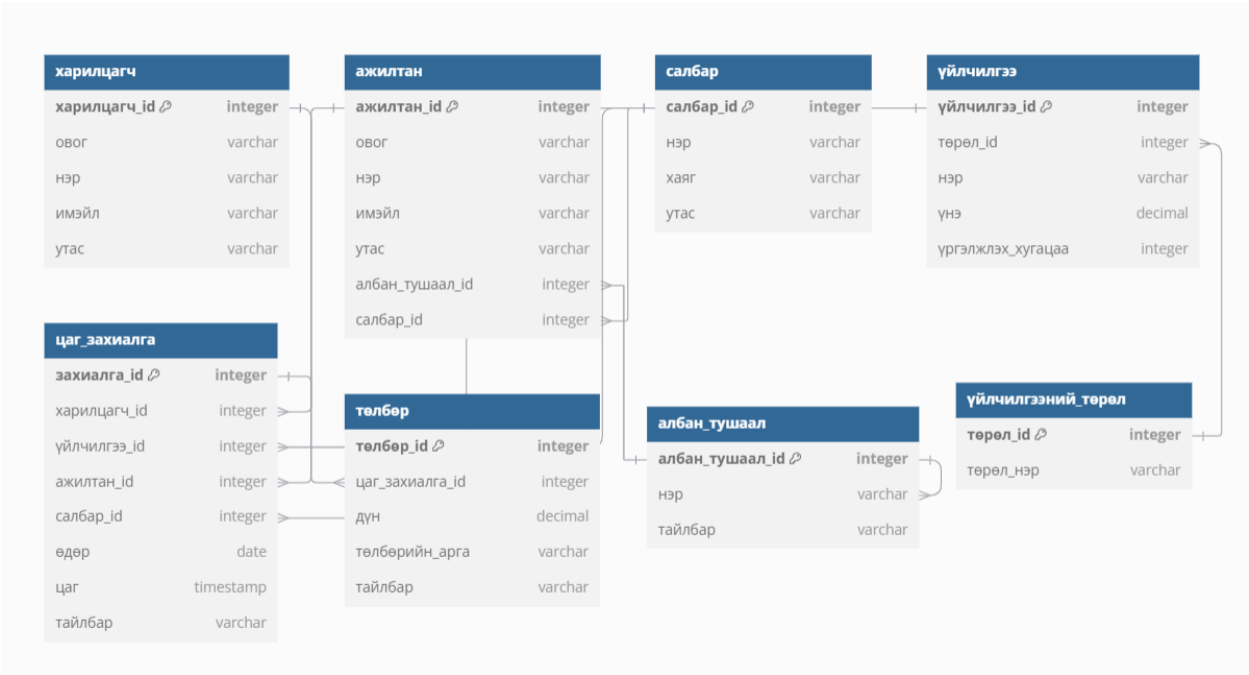 харилцагч
харилцагч_id integer
овог varchar
нэр varchar
имэйл varchar
утас varchar
ажилтан
ажилтан_id integer
овог varchar
нэр varchar
имэйл varchar
утас varchar
албан_тушаал_id integer
салбар_id integer
салбар
салбар_id integer
нэр varchar
хаяг varchar
утас varchar
үйлчилгээ
үйлчилгээ_id integer
төрөл_id integer
нэр varchar
үнэ decimal
үргэлжлэх_хугацаа integer
цаг_захиалга
захиалга_id integer
харилцагч_id integer
үйлчилгээ_id integer
ажилтан_id integer
салбар_id integer
өдөр date
цаг timestamp
тайлбар varchar
төлбөр
төлбөр_id integer
цаг_захиалга_id integer
дүн decimal
төлбөрийн_арга varchar
тайлбар varchar
албан_тушаал
албан_тушаал_id integer
нэр varchar
тайлбар varchar
үйлчилгээний_төрөл
төрөл_id integer
төрөл_нэр varchar